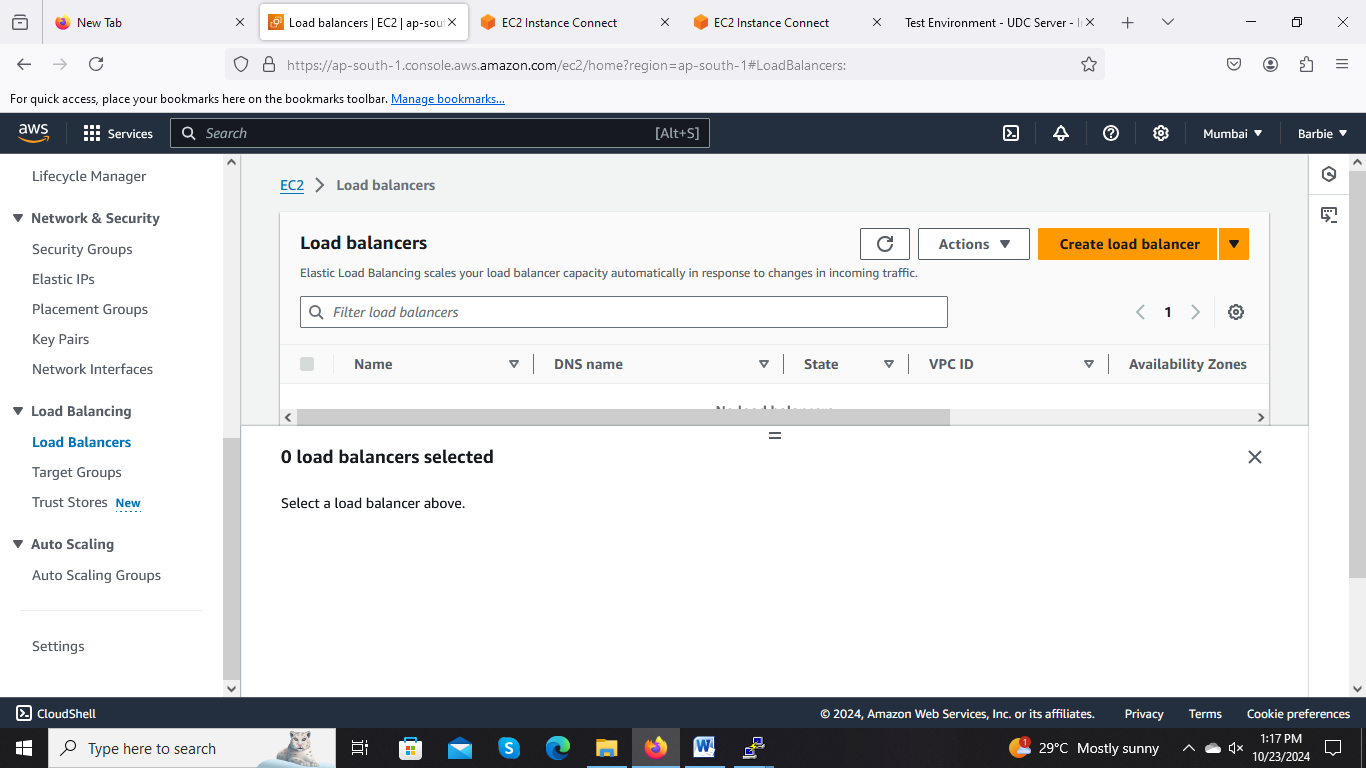 New Tab
Load balancers | EC2 | ap-sou
EC2 Instance Connect
EC2 Instance Connect
Test Environment - UDC Server - I
https://ap-south-1.console.aws.amazon.com/ec2/home?region=ap-south-1#LoadBalancers:
For quick access, place your bookmarks here on the bookmarks toolbar. Manage bookmarks...
aws
Services
Search
[Alt+S]
Mumbai
Barbie
Lifecycle Manager
Network & Security
Security Groups
Elastic IPs
Placement Groups
Key Pairs
Network Interfaces
Load Balancing
Load Balancers
Target Groups
Trust Stores New
Auto Scaling
Auto Scaling Groups
Settings
EC2 Load balancers
Load balancers
Actions
Create load balancer
Elastic Load Balancing scales your load balancer capacity automatically in response to changes in incoming traffic.
Filter load balancers
1
Name DNS name State VPC ID Availability Zones
No load balancers
0 load balancers selected
Select a load balancer above.
CloudShell
© 2024, Amazon Web Services, Inc. or its affiliates. Privacy Terms Cookie preferences
Type here to search
1
29°C Mostly sunny
1:17 PM
10/23/2024